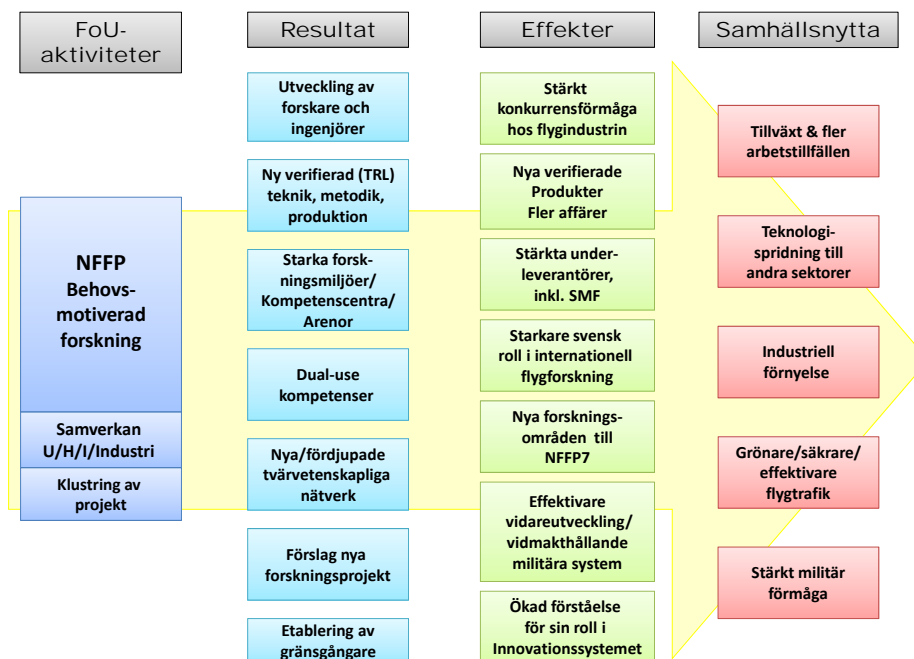 FoU-
aktiviteter
Resultat
Effekter
Samhällsnytta
NFFP
Behovs-
motiverad
forskning
Samverkan
U/H/I/Industri
Klustring av
projekt
Utveckling av
forskare och
ingenjörer
Ny verifierad (TRL)
teknik, metodik,
produktion
Starka forsk-
ningsmiljöer/
Kompetenscentra/
Arenor
Dual-use
kompetenser
Nya/fördjupade
tvärvetenskapliga
nätverk
Förslag nya
forskningsprojekt
Etablering av
gränsgångare
Stärkt
konkurrensförmåga
hos flygindustrin
Nya verifierade
Produkter
Fler affärer
Stärkta under-
leverantörer,
inkl. SMF
Starkare svensk
roll i internationell
flygforskning
Nya forsknings-
områden till
NFFP7
Effektivare
vidareutveckling/
vidmakthållande
militära system
Ökad förståelse
för sin roll i
Innovationssystemet
Tillväxt & fler
arbetstillfällen
Teknologi-
spridning till
andra sektorer
Industriell
förnyelse
Grönare/säkrare/
effektivare
flygtrafik
Stärkt militär
förmåga